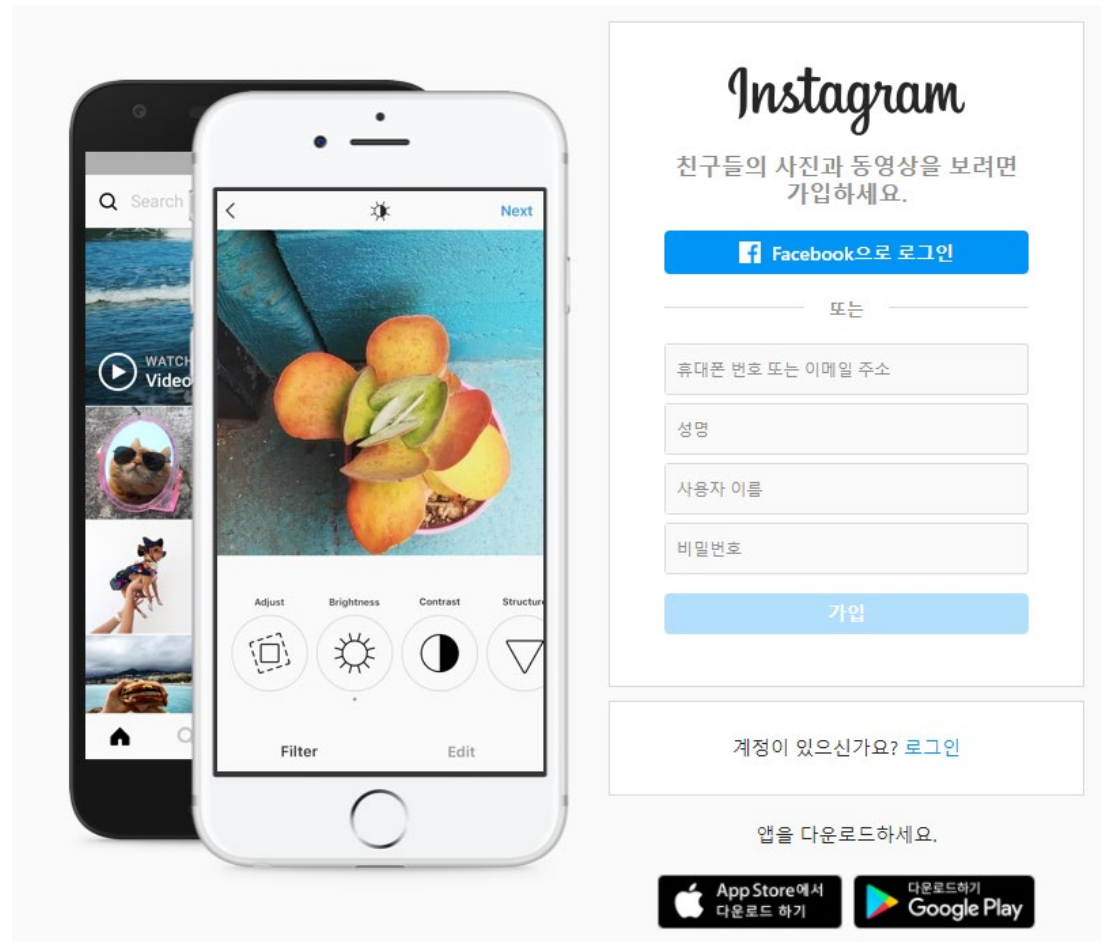 Search
WATCH
Video
Next
Adjust Brightness Contrast Structure
Filter Edit
Instagram
친구들의 사진과 동영상을 보려면
가입하세요.
Facebook으로 로그인
또는
휴대폰 번호 또는 이메일 주소
성명
사용자 이름
비밀번호
가입
계정이 있으신가요? 로그인
앱을 다운로드하세요.
App Store에서
다운로드 하기
다운로드하기
Google Play